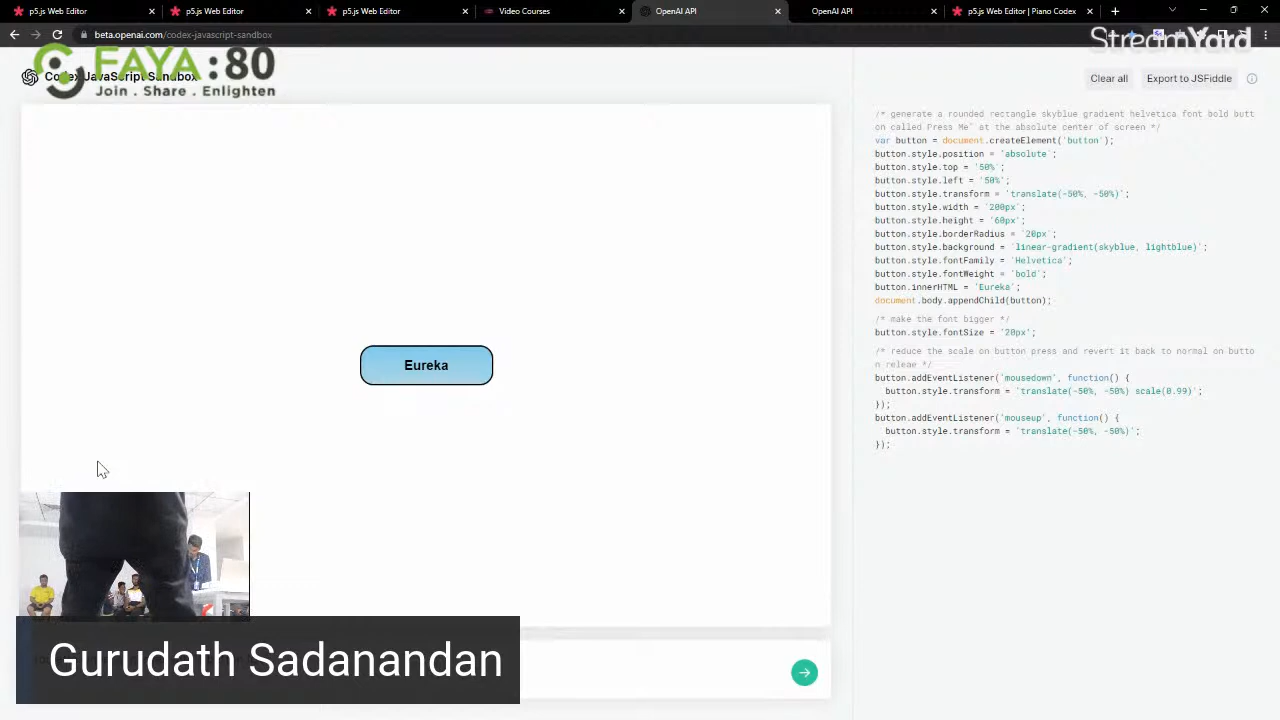 p5.js Web Editor
p5.js Web Editor
p5.js Web Editor
Video Courses
OpenAI API
OpenAI API
p5.js Web Editor | Piano Codex
beta.openai.com/codex-javascript-sandbox
StreamYard
FAYA:80
Join . Share . Enlighten
Codex JavaScript Sandbox
Clear all
Export to JSFiddle
/* generate a rounded rectangle skyblue gradient helvetica font bold butt
on called Press Me` at the absolute center of screen */
var button = document.createElement('button');
button.style.position = 'absolute';
button.style.top = '50%';
button.style.left = '50%';
button.style.transform = 'translate(-50%, -50%)';
button.style.width = '200px';
button.style.height = '60px';
button.style.borderRadius = '20px';
button.style.background = 'linear-gradient(skyblue, lightblue)';
button.style.fontFamily = 'Helvetica';
button.style.fontWeight = 'bold';
button.innerHTML = 'Eureka';
document.body.appendChild(button);
/* make the font bigger */
button.style.fontSize = '20px';
/* reduce the scale on button press and revert it back to normal on butto
n releae */
button.addEventListener('mousedown', function() {
button.style.transform = 'translate(-50%, -50%) scale(0.99)';
});
button.addEventListener('mouseup', function() {
button.style.transform = 'translate(-50%, -50%)';
});
Eureka
Gurudath Sadanandan